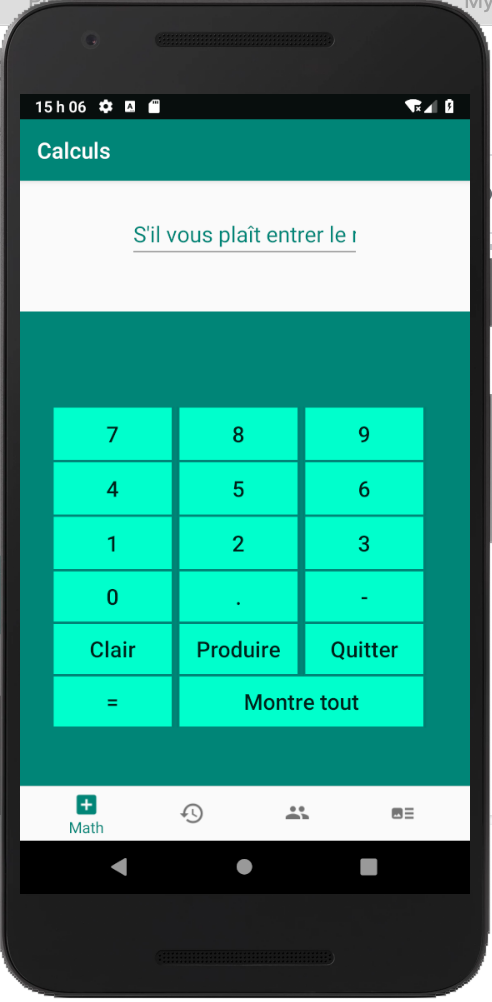 My
15 h 06
Calculs
S'il vous plaît entrer le
7 8 9
4 5 6
1 2 3
0 . -
Clair Produire Quitter
= Montre tout
Math